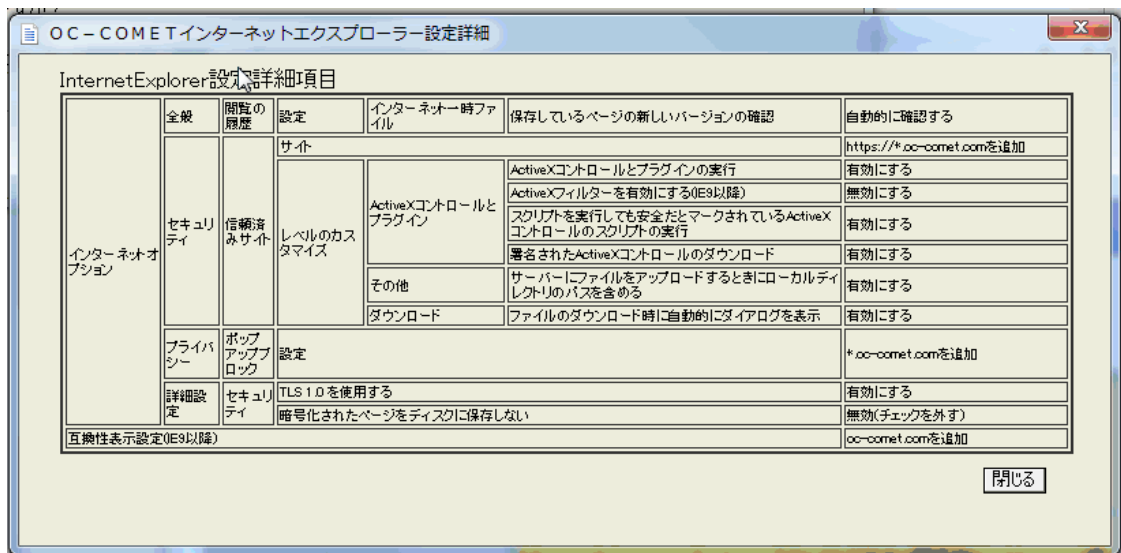 OC－COMETインターネットエクスプローラー設定詳細
InternetExplorer設定詳細項目
インターネットオ
プション
全般
閲覧の
履歴
設定
インターネット一時ファ
イル
保存しているページの新しいバージョンの確認
自動的に確認する
セキュリ
ティ
信頼済
みサイト
サイト
https://*.oc-comet.comを追加
レベルのカス
タマイズ
ActiveXコントロールと
プラグイン
ActiveXコントロールとプラグインの実行
有効にする
ActiveXフィルターを有効にする(IE9以降)
無効にする
スクリプトを実行しても安全だとマークされているActiveX
コントロールのスクリプトの実行
有効にする
署名されたActiveXコントロールのダウンロード
有効にする
その他
サーバーにファイルをアップロードするときにローカルディ
レクトリのパスを含める
有効にする
ダウンロード
ファイルのダウンロード時に自動的にダイアログを表示
有効にする
プライバ
シー
ポップ
アップブ
ロック
設定
*.oc-comet.comを追加
詳細設
定
セキュリ
ティ
TLS 1.0 を使用する
有効にする
暗号化されたページをディスクに保存しない
無効(チェックを外す)
互換性表示設定(IE9以降)
oc-comet.comを追加
閉じる